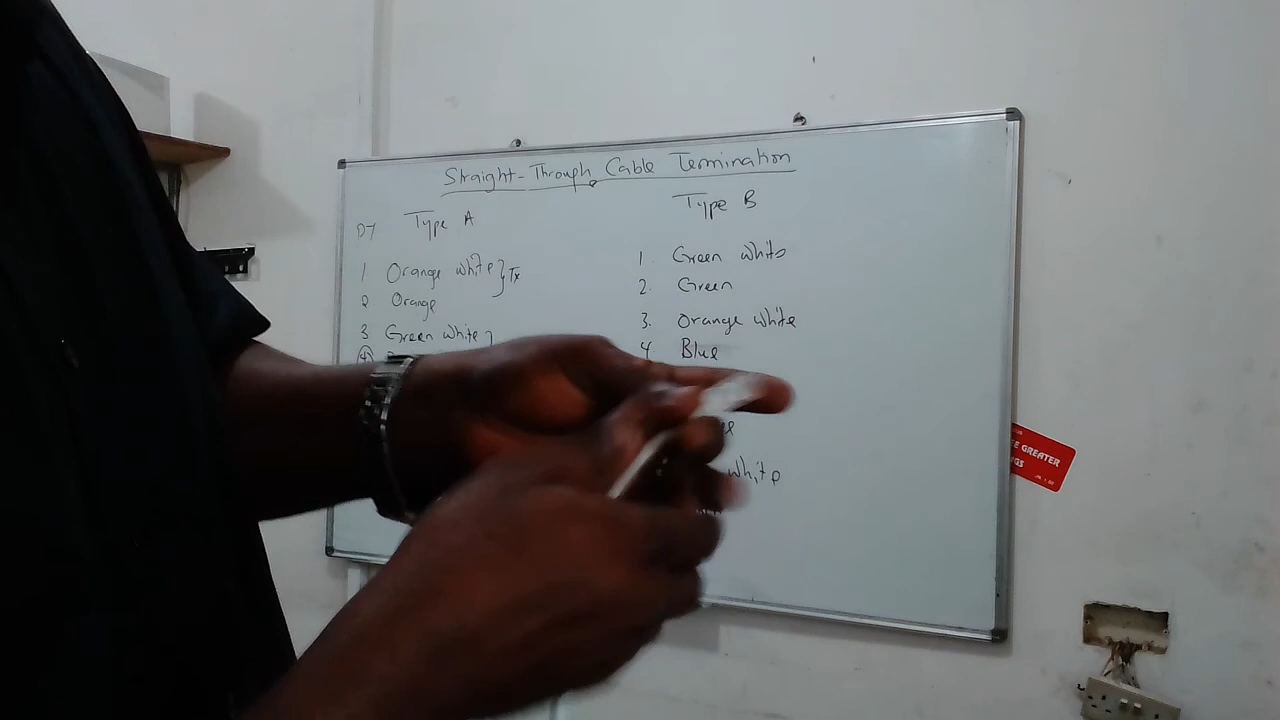 Straight-Through Cable Termination
Type A
1 Orange white } Tx
2 Orange
3 Green white
4
Type B
1. Green white
2. Green
3. Orange white
4 Blue
white
GREATER